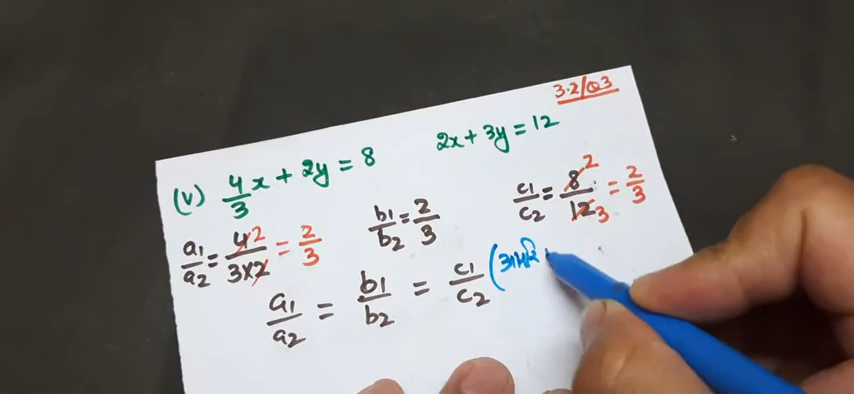 3.2/Q3
(V) 4/3 x + 2y = 8 2x + 3y = 12
a1/a2 = 4 2/3×2 = 2/3 b1/b2 = 2/3 c1/c2 = 8 2/12 3 = 2/3
a1/a2 = b1/b2 = c1/c2 (